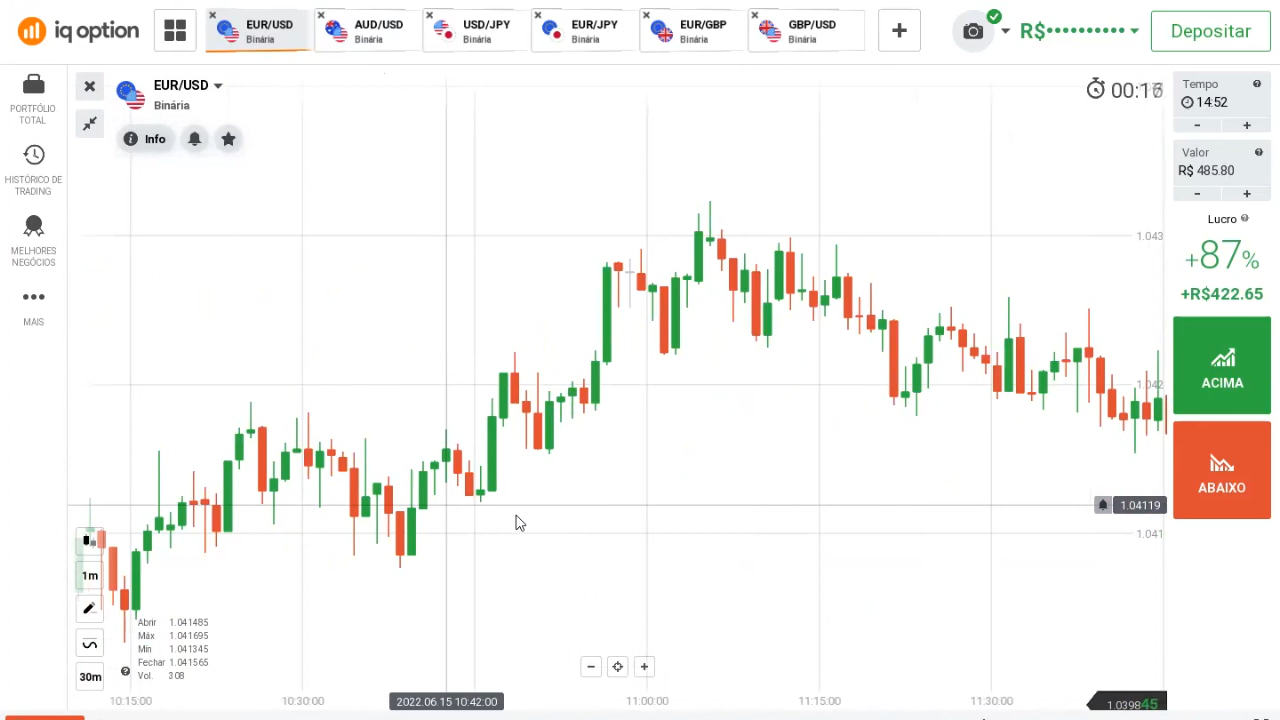 iq option
EUR/USD
Binária
AUD/USD
Binária
USD/JPY
Binária
EUR/JPY
Binária
EUR/GBP
Binária
GBP/USD
Binária
R$••••••••••
Depositar
PORTFÓLIO
TOTAL
HISTÓRICO DE
TRADING
MELHORES
NEGÓCIOS
MAIS
EUR/USD
Binária
Info
Tempo
14:52
- +
Valor
R$ 485.80
- +
Lucro
+87%
+R$422.65
ACIMA
ABAIXO
1.043
1.042
1.04119
1.041
1m
30m
Abrir 1.041485
Máx 1.041695
Mín 1.041345
Fechar 1.041565
Vol. 308
- +
10:15:00
10:30:00
2022.06.15 10:42:00
11:00:00
11:15:00
11:30:00
1.039845